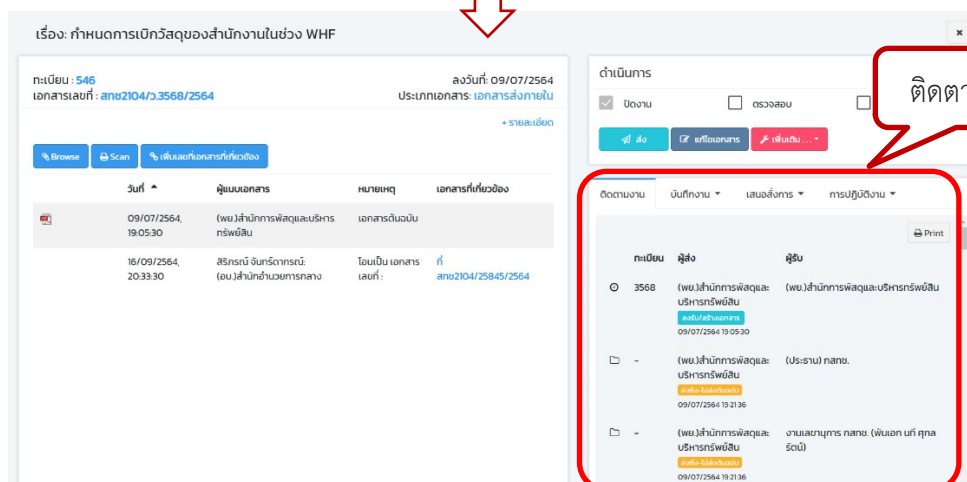 เรื่อง: กำหนดการเบิกวัสดุของสำนักงานในช่วง WHF
×
ทะเบียน : 546
ลงวันที่: 09/07/2564
เอกสารเลขที่ : สทช2104/ว.3568/2564
ประเภทเอกสาร: เอกสารส่งภายใน
+ รายละเอียด
Browse
Scan
เพิ่มเลขที่เอกสารที่เกี่ยวข้อง
วันที่
ผู้แนบเอกสาร
หมายเหตุ
เอกสารที่เกี่ยวข้อง
09/07/2564,
19:05:30
(พย.)สำนักการพัสดุและบริหาร
ทรัพย์สิน
เอกสารต้นฉบับ
16/09/2564,
20:33:30
สิริกรณ์ จันทร์ดากรณ์:
(อบ.)สำนักอำนวยการกลาง
โอนเป็น เอกสาร
เลขที่ :
ที่
สทช2104/25845/2564
ดำเนินการ
ปิดงาน
ตรวจสอบ
ส่ง
แก้ไขเอกสาร
เพิ่มเติม...
ติดตา
ติดตามงาน
บันทึกงาน
เสนอสั่งการ
การปฏิบัติงาน
Print
ทะเบียน
ผู้ส่ง
ผู้รับ
3568
(พย.)สำนักการพัสดุและ
บริหารทรัพย์สิน
ลงรับ/สร้างเอกสาร
09/07/2564 19:05:30
(พย.)สำนักการพัสดุและบริหารทรัพย์สิน
-
(พย.)สำนักการพัสดุและ
บริหารทรัพย์สิน
ส่งถึง-ไม่ส่งต้นฉบับ
09/07/2564 19:21:36
(ประธาน) กสทช.
-
(พย.)สำนักการพัสดุและ
บริหารทรัพย์สิน
ส่งถึง-ไม่ส่งต้นฉบับ
09/07/2564 19:21:36
งานเลขานุการ กสทช. (พันเอก นที ศุกล
รัตน์)